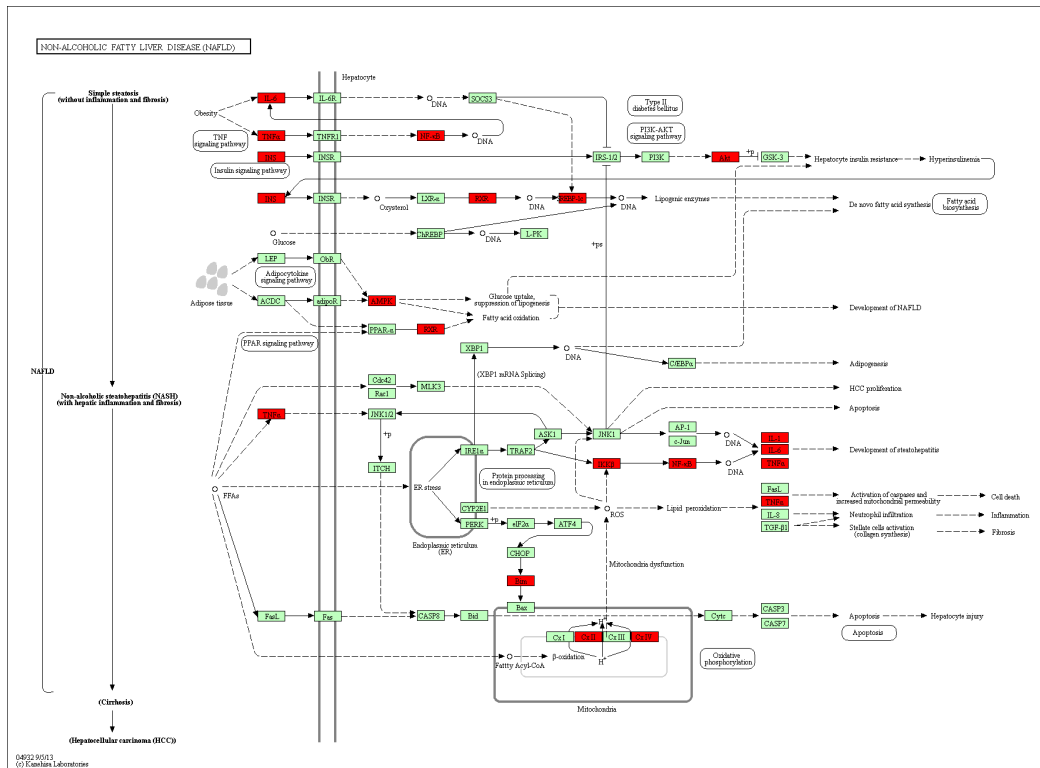 NON-ALCOHOLIC FATTY LIVER DISEASE (NAFLD)
Hepatocyte
Simple steatosis
(without inflammation and fibrosis)
Obesity
IL-6
IL-6R
DNA
SOCS3
Type II
diabetes bellitus
TNF
signaling pathway
TNFα
TNFR1
NF-κB
DNA
PI3K-AKT
signaling pathway
INS
INSR
IRS-1/2
PI3K
Akt
+p
GSK-3
Hepatocyte insulin resistance
Hyperinsulinemia
Insulin signaling pathway
INS
INSR
Oxysterol
LXR-α
RXR
DNA
SREBP-1c
DNA
Lipogenic enzymes
De novo fatty acid synthesis
Fatty acid
biosynthesis
Glucose
ChREBP
DNA
L-PK
+ps
LEP
ObR
Adipocytokine
signaling pathway
Adipose tissue
ACDC
adipoR
AMPK
Glucose uptake,
suppression of lipogenesis
Fatty acid oxidation
Development of NAFLD
PPAR-α
RXR
PPAR signaling pathway
XBP1
DNA
C/EBPα
Adipogenesis
(XBP1 mRNA Splicing)
NAFLD
Non-alcoholic steatohepatitis (NASH)
(with hepatic inflammation and fibrosis)
Cdc42
Rac1
MLK3
HCC proliferation
Apoptosis
TNFα
JNK1/2
+p
ASK1
JNK1
AP-1
c-Jun
DNA
IL-1
IL-6
TNFα
Development of steatohepatitis
IRE1α
TRAF2
IKKβ
NF-κB
DNA
ITCH
ER stress
Protein processing
in endoplasmic reticulum
FFAs
CYP2E1
ROS
Lipid peroxidation
FasL
TNFα
IL-8
TGF-β1
Activation of caspases and
increased mitochondrial permeability
Cell death
Neutrophil infiltration
Inflammation
Stellate cells activation
(collagen synthesis)
Fibrosis
PERK
+p
eIF2α
ATF4
Endoplasmic reticulum
(ER)
CHOP
Mitochondria dysfunction
Bim
Bax
FasL
Fas
CASP8
Bid
Cytc
CASP3
CASP7
Apoptosis
Hepatocyte injury
Apoptosis
H+
Cx I
Cx II
Cx III
Cx IV
H+
Fattty Acyl-CoA
β-oxidation
Oxidative
phosphorylation
Mitochondria
(Cirrhosis)
(Hepatocellular carcinoma (HCC))
04932 9/5/13
(c) Kanehisa Laboratories